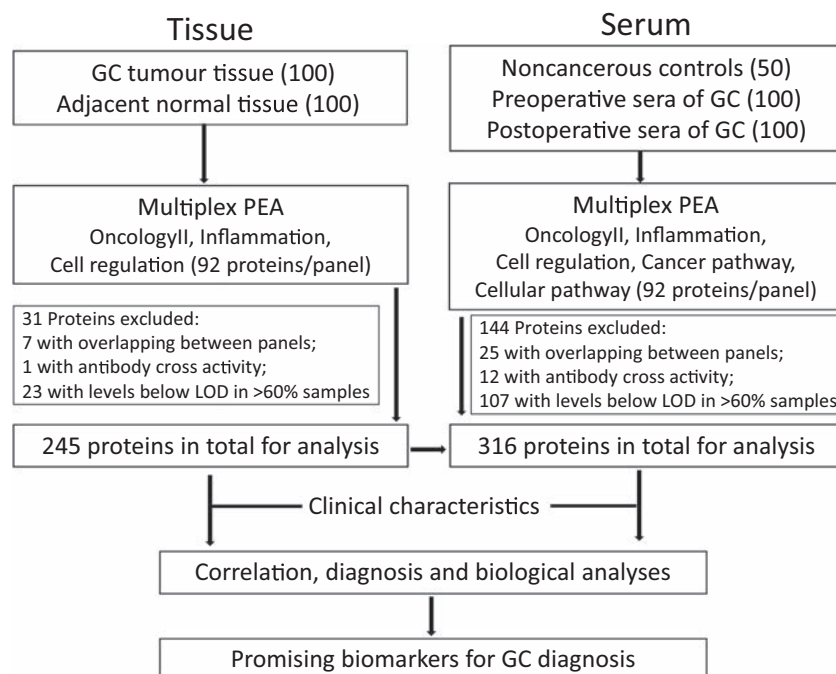 Tissue
GC tumour tissue (100)
Adjacent normal tissue (100)
Multiplex PEA
OncologyII, Inflammation,
Cell regulation (92 proteins/panel)
31 Proteins excluded:
7 with overlapping between panels;
1 with antibody cross activity;
23 with levels below LOD in >60% samples
245 proteins in total for analysis
Serum
Noncancerous controls (50)
Preoperative sera of GC (100)
Postoperative sera of GC (100)
Multiplex PEA
OncologyII, Inflammation,
Cell regulation, Cancer pathway,
Cellular pathway (92 proteins/panel)
144 Proteins excluded:
25 with overlapping between panels;
12 with antibody cross activity;
107 with levels below LOD in >60% samples
316 proteins in total for analysis
Clinical characteristics
Correlation, diagnosis and biological analyses
Promising biomarkers for GC diagnosis